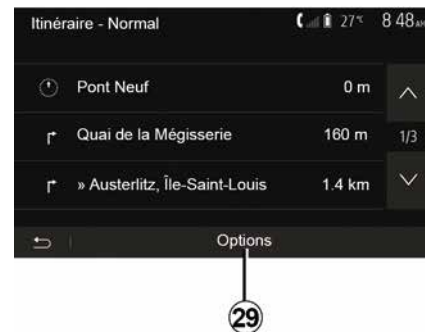 Itinéraire - Normal 27°C 8 48 AM
Pont Neuf 0 m
Quai de la Mégisserie 160 m 1/3
» Austerlitz, Île-Saint-Louis 1.4 km
Options
29